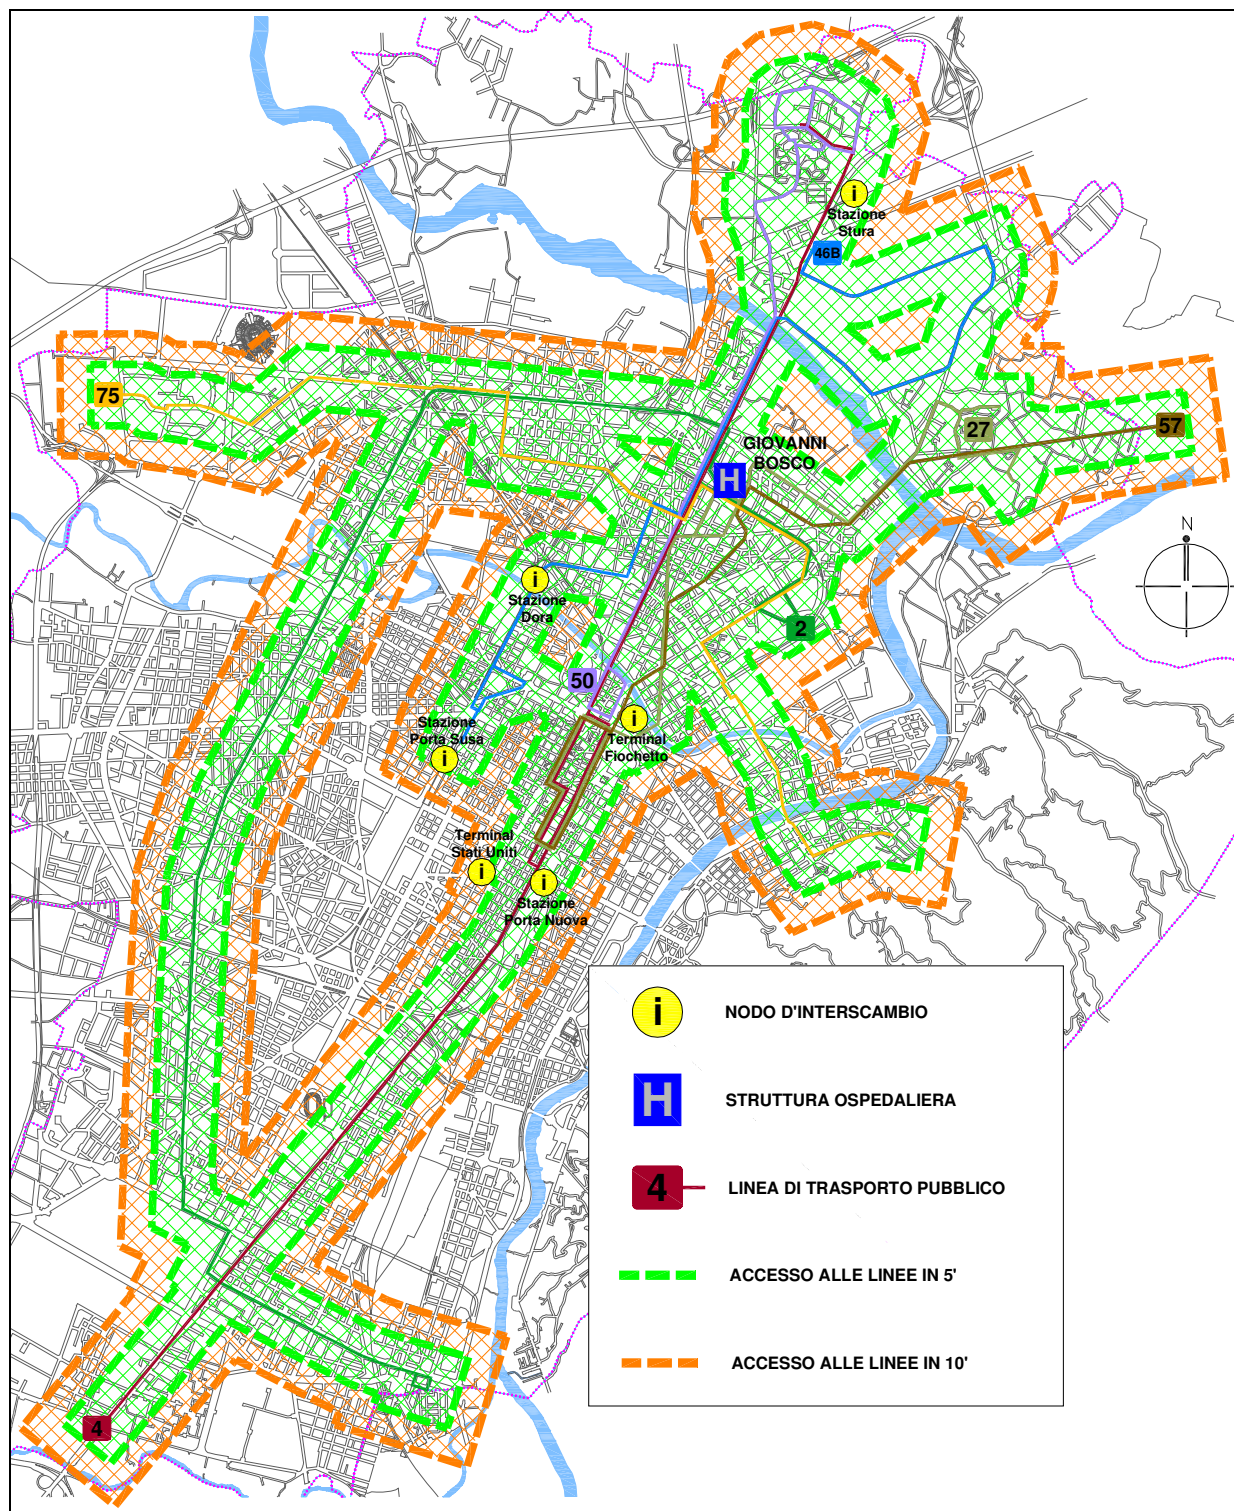 i
Stazione
Stura
46B
75
27
57
GIOVANNI
BOSCO
H
N
i
Stazione
Dora
2
50
Stazione
Porta Susa
i
i
Terminal
Fiochetto
Terminal
Stati Uniti
i
i
Stazione
Porta Nuova
4
i
NODO D'INTERSCAMBIO
H
STRUTTURA OSPEDALIERA
4
LINEA DI TRASPORTO PUBBLICO
ACCESSO ALLE LINEE IN 5'
ACCESSO ALLE LINEE IN 10'